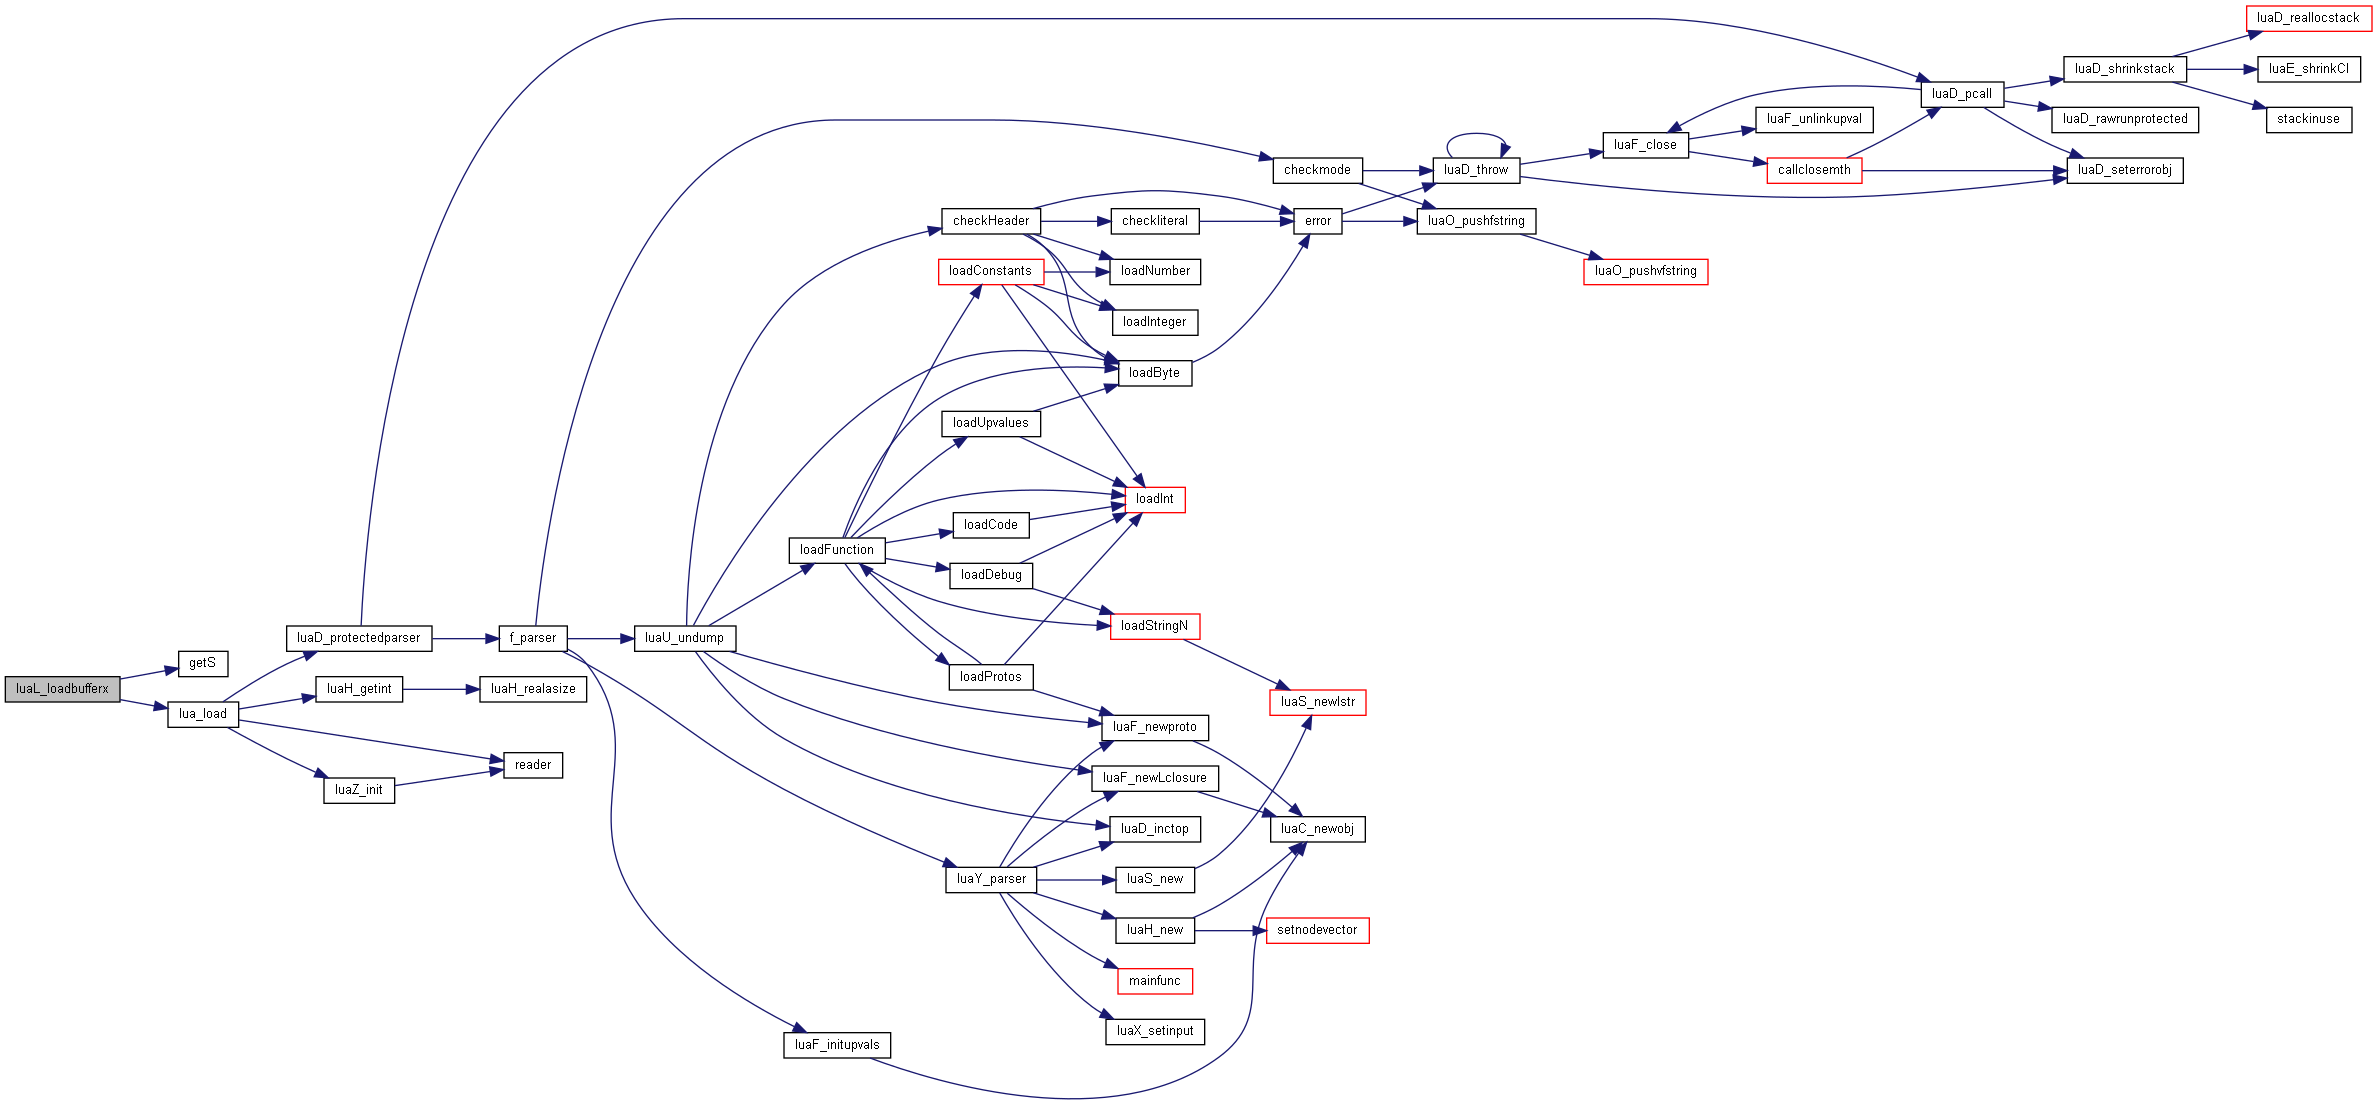 luaL_loadbufferx
getS
lua_load
luaD_protectedparser
luaH_getint
luaZ_init
f_parser
luaH_realasize
reader
luaU_undump
loadFunction
luaF_initupvals
checkHeader
loadConstants
loadUpvalues
loadCode
loadDebug
loadProtos
luaY_parser
checkliteral
loadNumber
loadInteger
loadByte
loadInt
loadStringN
luaF_newproto
luaF_newLclosure
luaD_inctop
luaS_new
luaH_new
mainfunc
luaX_setinput
checkmode
error
luaS_newlstr
luaC_newobj
setnodevector
luaD_throw
luaO_pushfstring
luaF_close
luaO_pushvfstring
luaF_unlinkupval
callclosemth
luaD_pcall
luaD_shrinkstack
luaD_rawrunprotected
luaD_seterrorobj
luaD_reallocstack
luaE_shrinkCI
stackinuse